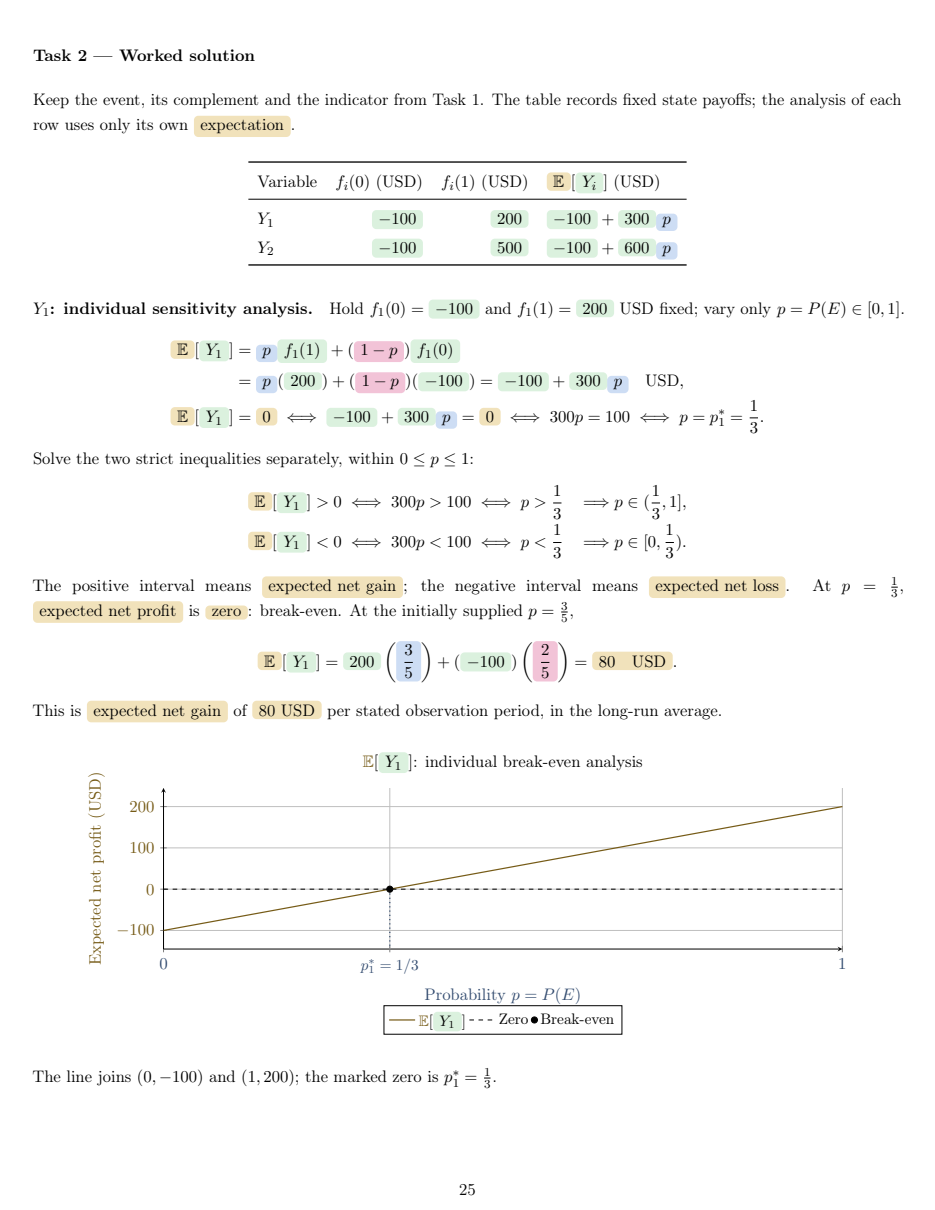 Task 2 — Worked solution
Keep the event, its complement and the indicator from Task 1. The table records fixed state payoffs; the analysis of each
row uses only its own expectation.
Variable f_i(0) (USD) f_i(1) (USD) 𝔼[Y_i] (USD)
Y_1 −100 200 −100 + 300 p
Y_2 −100 500 −100 + 600 p
Y_1: individual sensitivity analysis. Hold f_1(0) = −100 and f_1(1) = 200 USD fixed; vary only p = P(E) ∈ [0, 1].
𝔼[Y_1] = p f_1(1) + (1 − p) f_1(0)
= p(200) + (1 − p)(−100) = −100 + 300 p USD,
𝔼[Y_1] = 0 ⟺ −100 + 300 p = 0 ⟺ 300p = 100 ⟺ p = p_1^* = 1/3.
Solve the two strict inequalities separately, within 0 ≤ p ≤ 1:
𝔼[Y_1] > 0 ⟺ 300p > 100 ⟺ p > 1/3 ⟹ p ∈ (1/3, 1],
𝔼[Y_1] < 0 ⟺ 300p < 100 ⟺ p < 1/3 ⟹ p ∈ [0, 1/3).
The positive interval means expected net gain; the negative interval means expected net loss. At p = 1/3,
expected net profit is zero: break-even. At the initially supplied p = 3/5,
𝔼[Y_1] = 200 (3/5) + (−100) (2/5) = 80 USD.
This is expected net gain of 80 USD per stated observation period, in the long-run average.
𝔼[Y_1]: individual break-even analysis
Expected net profit (USD)
200
100
0
−100
0 p_1^* = 1/3 1
Probability p = P(E)
𝔼[Y_1] Zero Break-even
The line joins (0, −100) and (1, 200); the marked zero is p_1^* = 1/3.
25